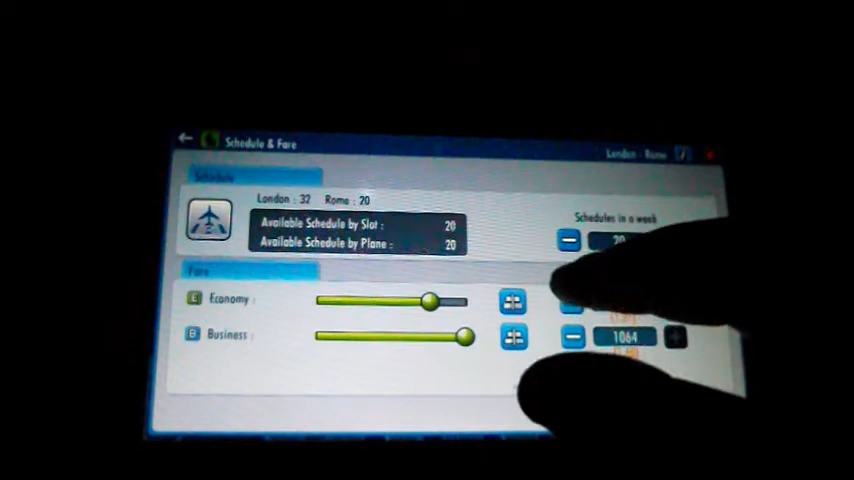 Schedule & Fare
London - Rome
Schedule
London : 32 Rome : 20
Available Schedule by Slot : 20
Available Schedule by Plane : 20
Schedules in a week
20
Fare
E Economy :
B Business : 1064